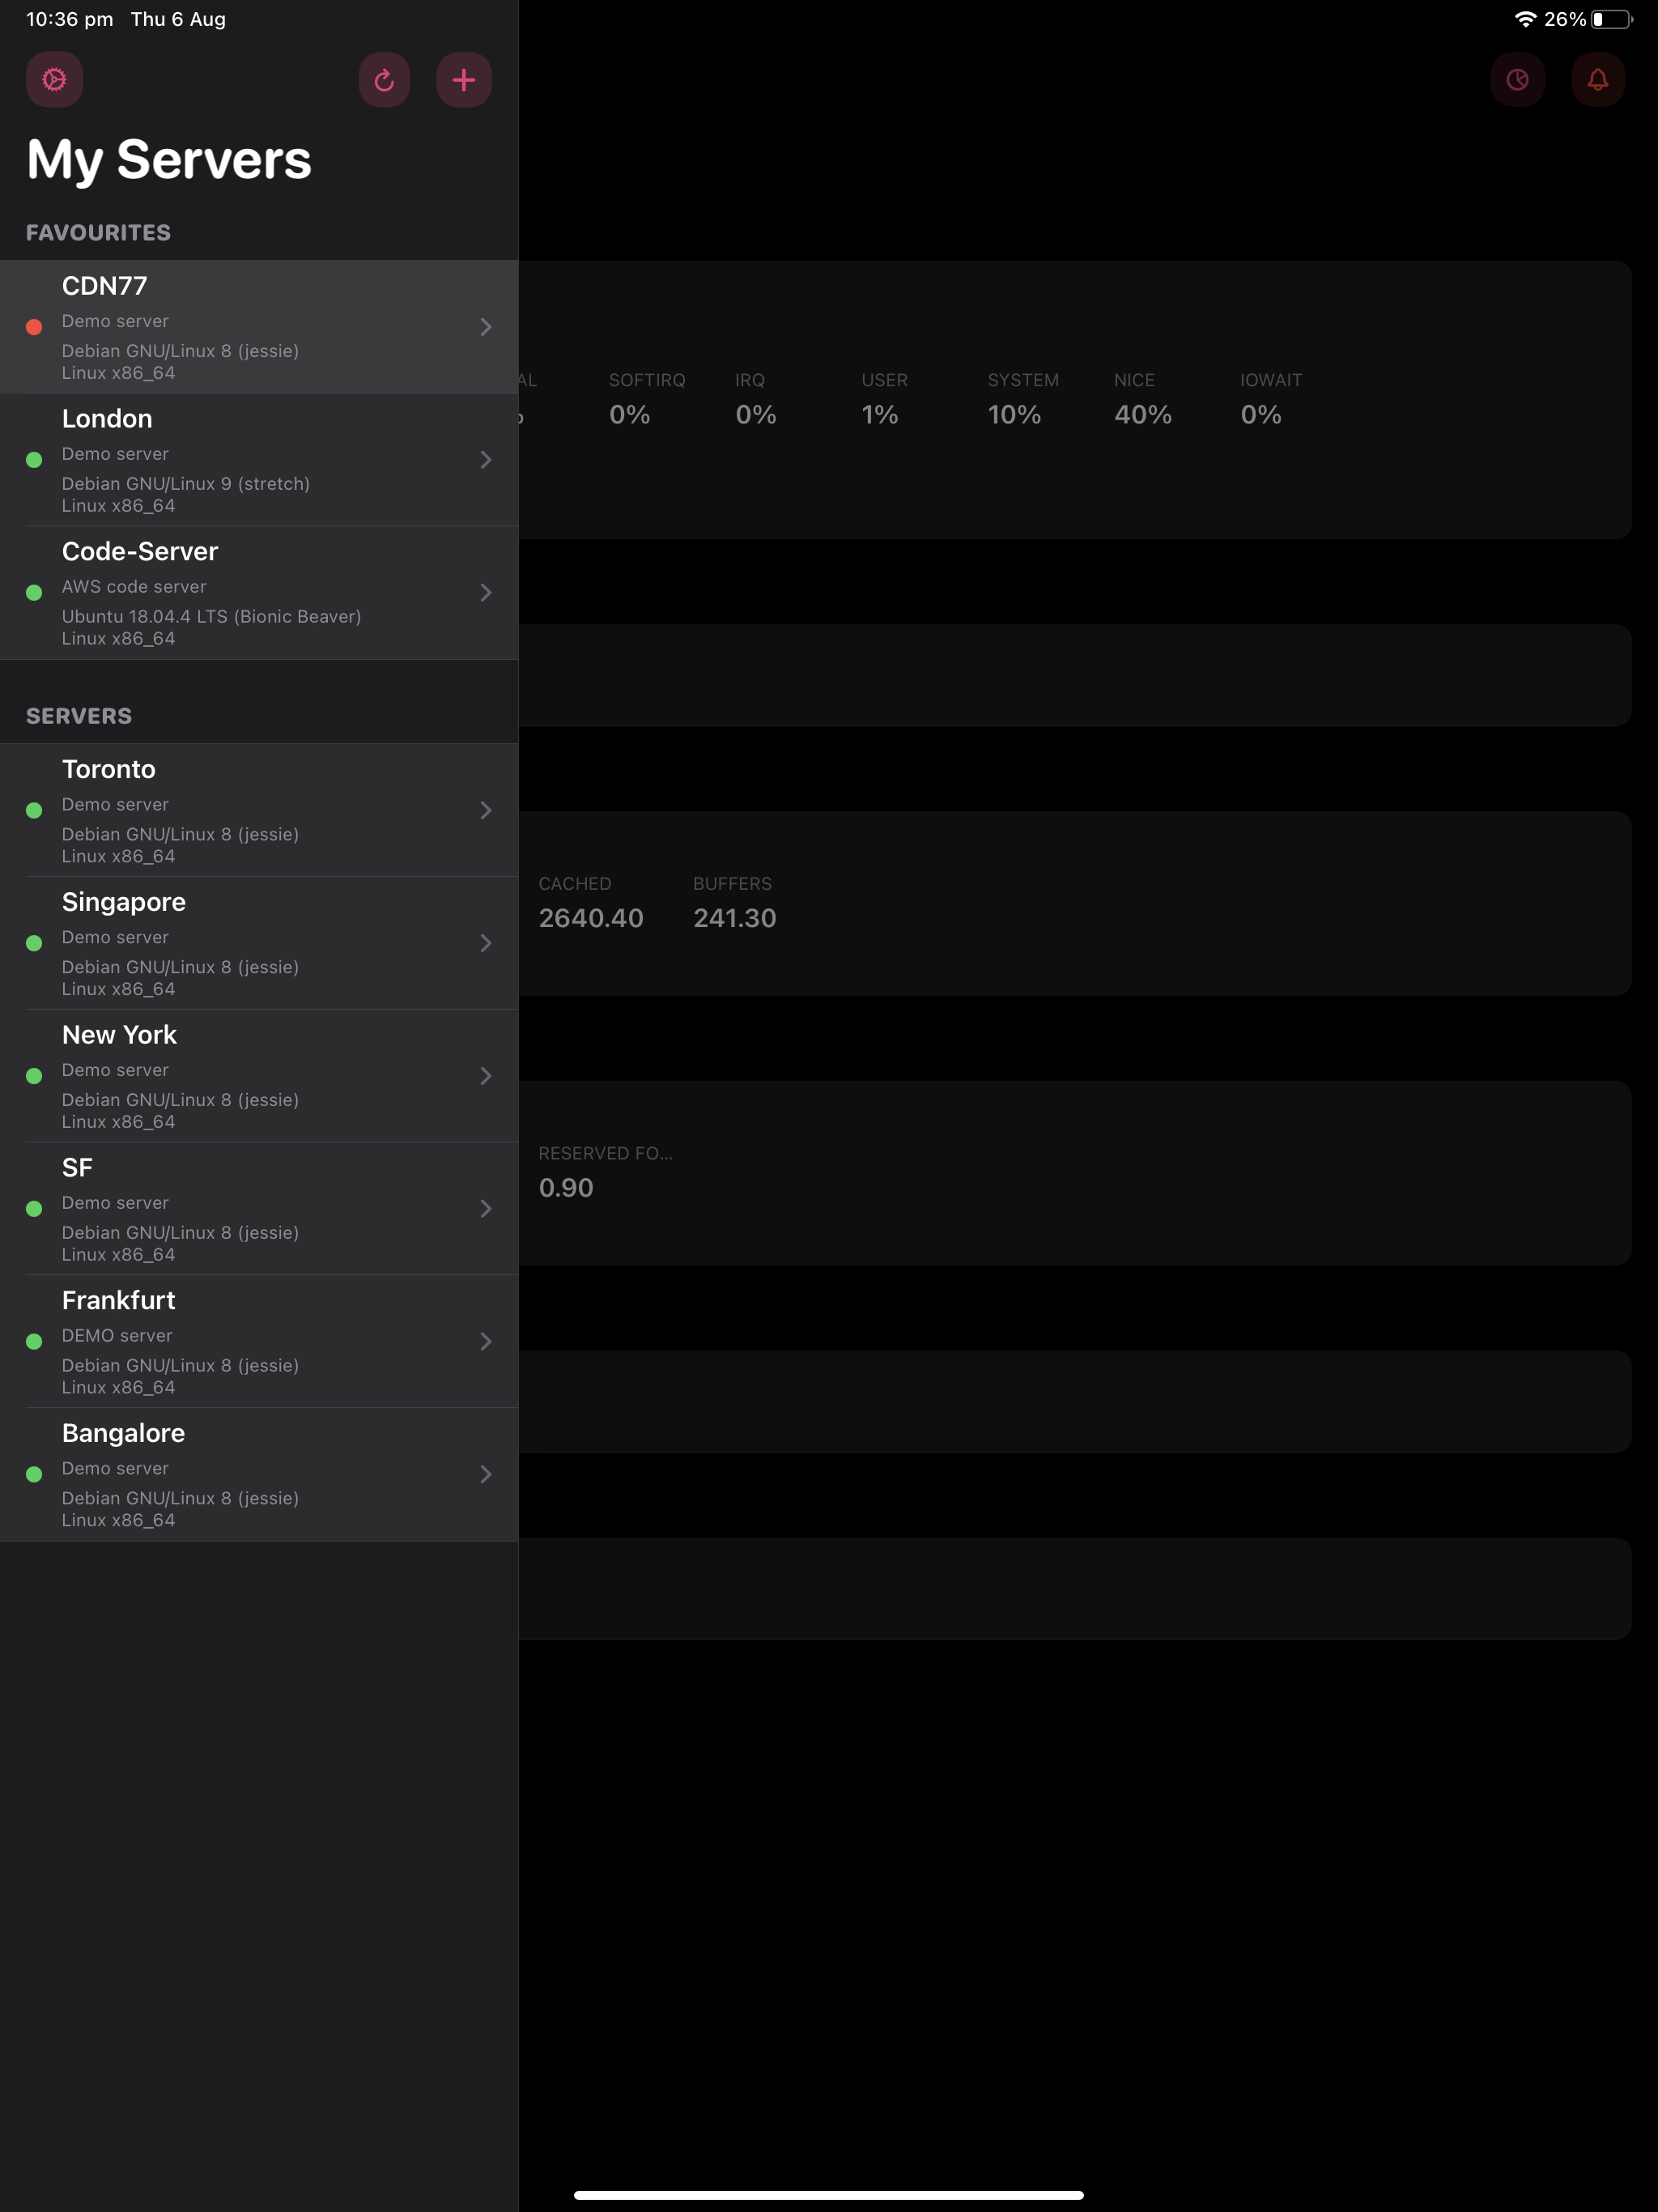 10:36 pm Thu 6 Aug
26%
My Servers
FAVOURITES
CDN77
Demo server
Debian GNU/Linux 8 (jessie)
Linux x86_64
London
Demo server
Debian GNU/Linux 9 (stretch)
Linux x86_64
Code-Server
AWS code server
Ubuntu 18.04.4 LTS (Bionic Beaver)
Linux x86_64
SERVERS
Toronto
Demo server
Debian GNU/Linux 8 (jessie)
Linux x86_64
Singapore
Demo server
Debian GNU/Linux 8 (jessie)
Linux x86_64
New York
Demo server
Debian GNU/Linux 8 (jessie)
Linux x86_64
SF
Demo server
Debian GNU/Linux 8 (jessie)
Linux x86_64
Frankfurt
DEMO server
Debian GNU/Linux 8 (jessie)
Linux x86_64
Bangalore
Demo server
Debian GNU/Linux 8 (jessie)
Linux x86_64
SOFTIRQ IRQ USER SYSTEM NICE IOWAIT
0% 0% 1% 10% 40% 0%
CACHED BUFFERS
2640.40 241.30
RESERVED FO...
0.90